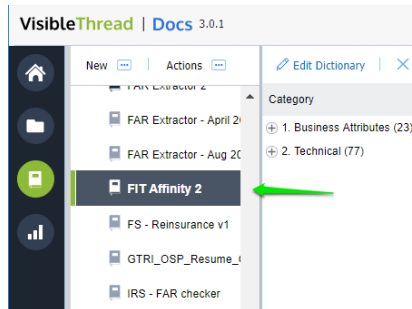 VisibleThread | Docs 3.0.1
New Actions Edit Dictionary
FAR Extractor 2
Category
FAR Extractor - April 20
1. Business Attributes (23)
FAR Extractor - Aug 20
2. Technical (77)
FIT Affinity 2
FS - Reinsurance v1
GTRI_OSP_Resume_
IRS - FAR checker